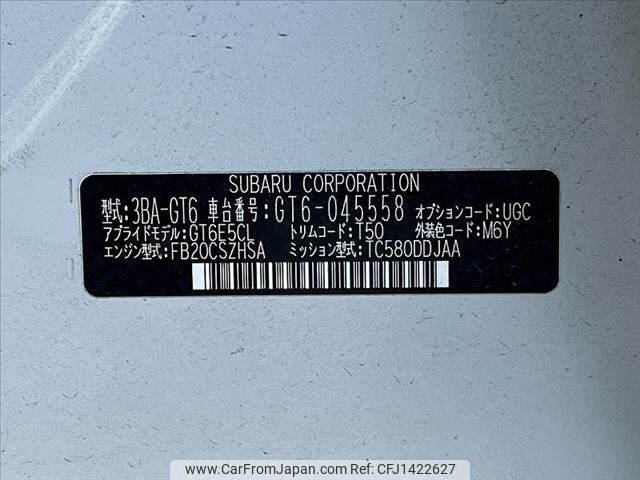 SUBARU CORPORATION
型式:3BA-GT6 車台番号:GT6-045558 オプションコード:UGC
アプライドモデル:GT6E5CL トリムコード:T50 外装色コード:M6Y
エンジン型式:FB20CSZHSA ミッション型式:TC580DDJAA
www.CarFromJapan.com | Car From Japan - CFJ1422627